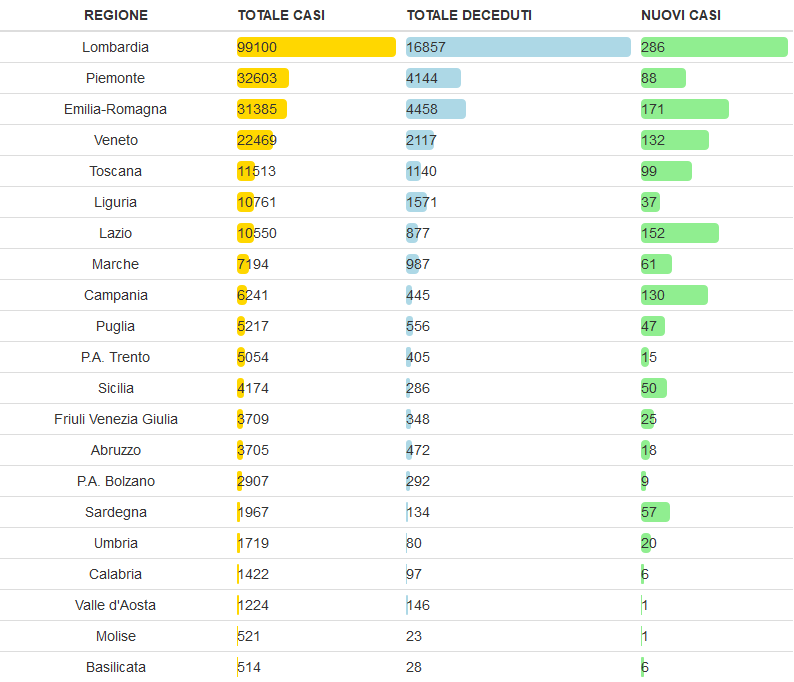 REGIONE TOTALE CASI TOTALE DECEDUTI NUOVI CASI
Lombardia 99100 16857 286
Piemonte 32603 4144 88
Emilia-Romagna 31385 4458 171
Veneto 22469 2117 132
Toscana 11513 1140 99
Liguria 10761 1571 37
Lazio 10550 877 152
Marche 7194 987 61
Campania 6241 445 130
Puglia 5217 556 47
P.A. Trento 5054 405 15
Sicilia 4174 286 50
Friuli Venezia Giulia 3709 348 25
Abruzzo 3705 472 18
P.A. Bolzano 2907 292 9
Sardegna 1967 134 57
Umbria 1719 80 20
Calabria 1422 97 6
Valle d'Aosta 1224 146 1
Molise 521 23 1
Basilicata 514 28 6